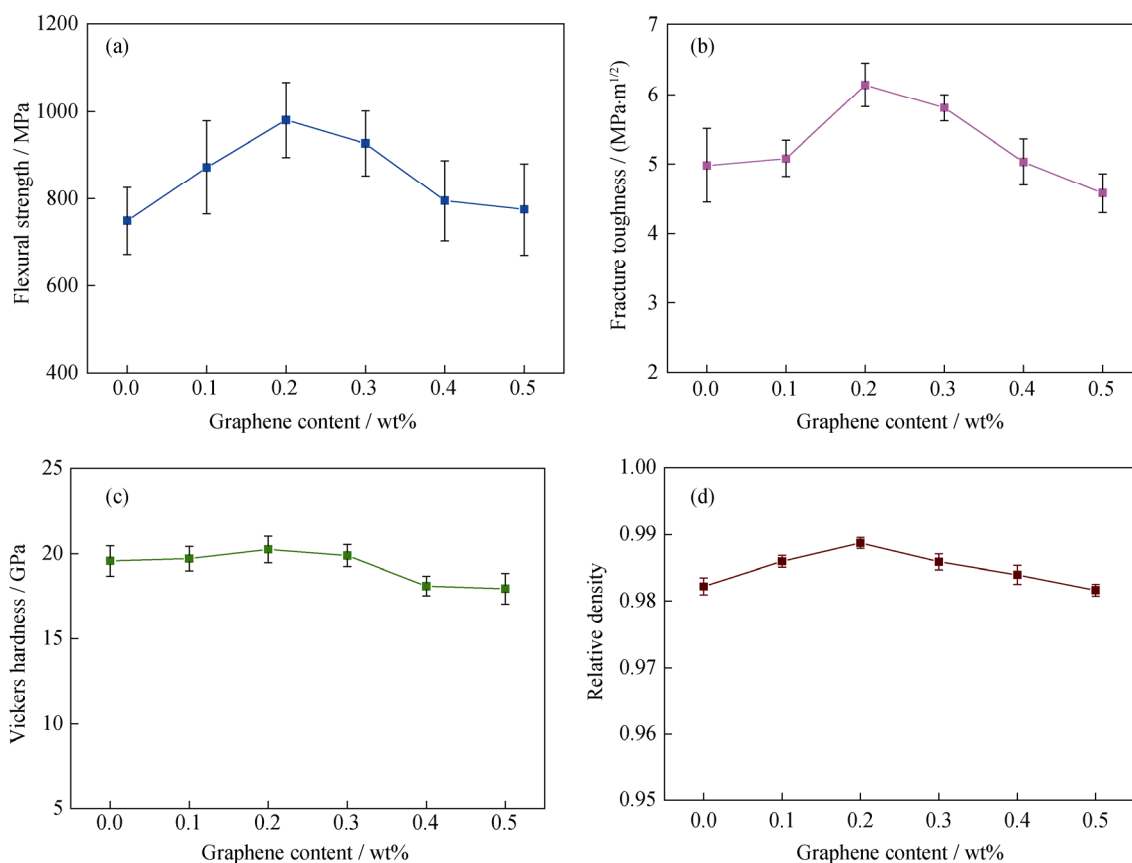 (a)
Flexural strength / MPa
1200
1000
800
600
400
0.0 0.1 0.2 0.3 0.4 0.5
Graphene content / wt%
(b)
Fracture toughness / (MPa·m1/2)
7
6
5
4
3
2
0.0 0.1 0.2 0.3 0.4 0.5
Graphene content / wt%
(c)
Vickers hardness / GPa
25
20
15
10
5
0.0 0.1 0.2 0.3 0.4 0.5
Graphene content / wt%
(d)
Relative density
1.00
0.99
0.98
0.97
0.96
0.95
0.0 0.1 0.2 0.3 0.4 0.5
Graphene content / wt%